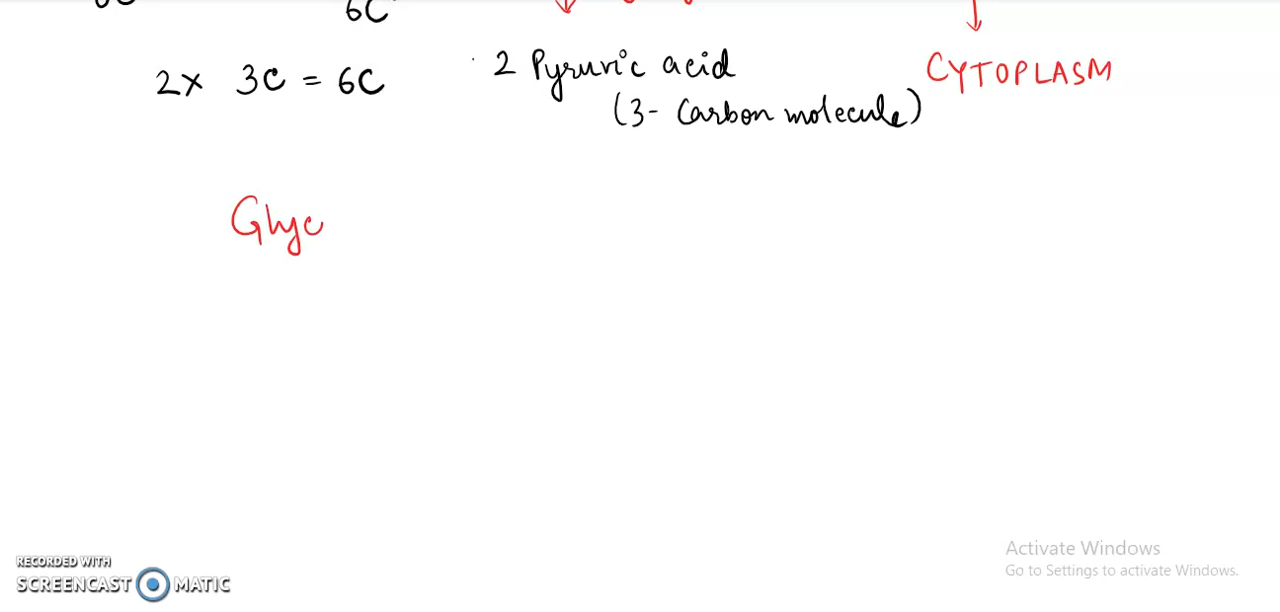 6C
2x 3C = 6C
2 Pyruvic acid
(3- Carbon molecule)
CYTOPLASM
Glyc
Activate Windows
Go to Settings to activate Windows.
RECORDED WITH
SCREENCAST MATIC